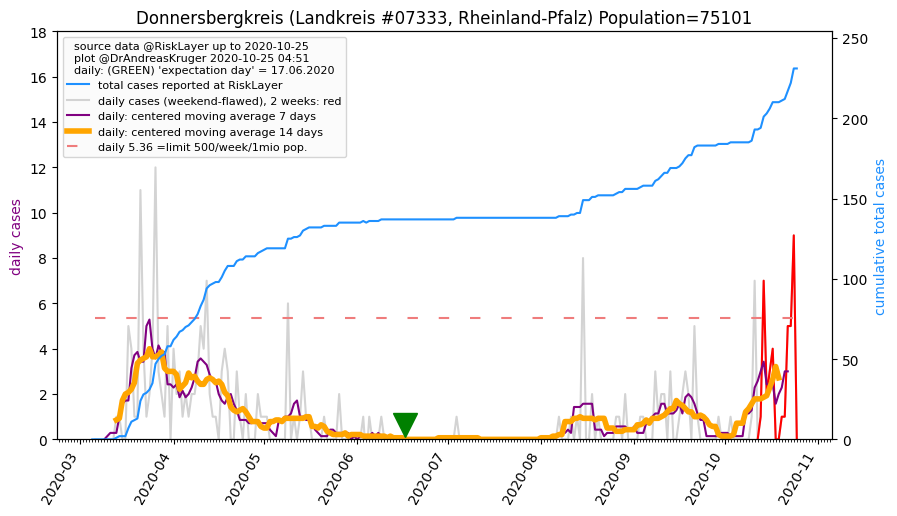 Donnersbergkreis (Landkreis #07333, Rheinland-Pfalz) Population=75101
source data @RiskLayer up to 2020-10-25
plot @DrAndreasKruger 2020-10-25 04:51
daily: (GREEN) 'expectation day' = 17.06.2020
total cases reported at RiskLayer
daily cases (weekend-flawed), 2 weeks: red
daily: centered moving average 7 days
daily: centered moving average 14 days
daily 5.36 =limit 500/week/1mio pop.
daily cases
18
16
14
12
10
8
6
4
2
0
cumulative total cases
250
200
150
100
50
0
2020-03
2020-04
2020-05
2020-06
2020-07
2020-08
2020-09
2020-10
2020-11